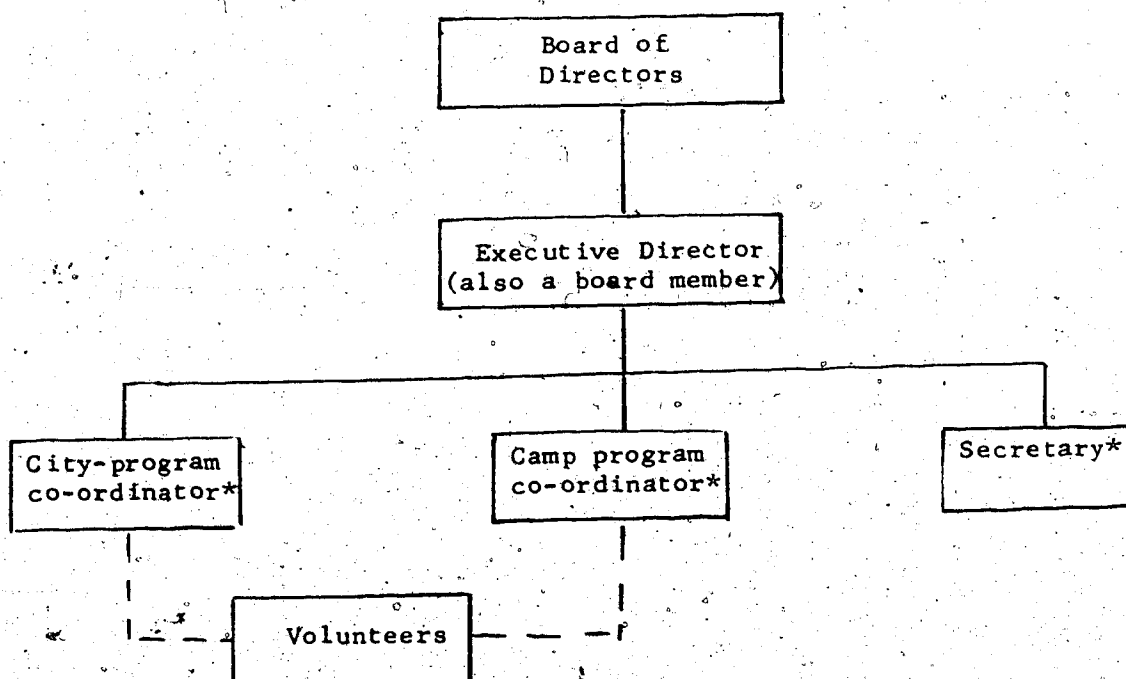 Board of
Directors
Executive Director
(also a board member)
City-program
co-ordinator*
Camp program
co-ordinator*
Secretary*
Volunteers